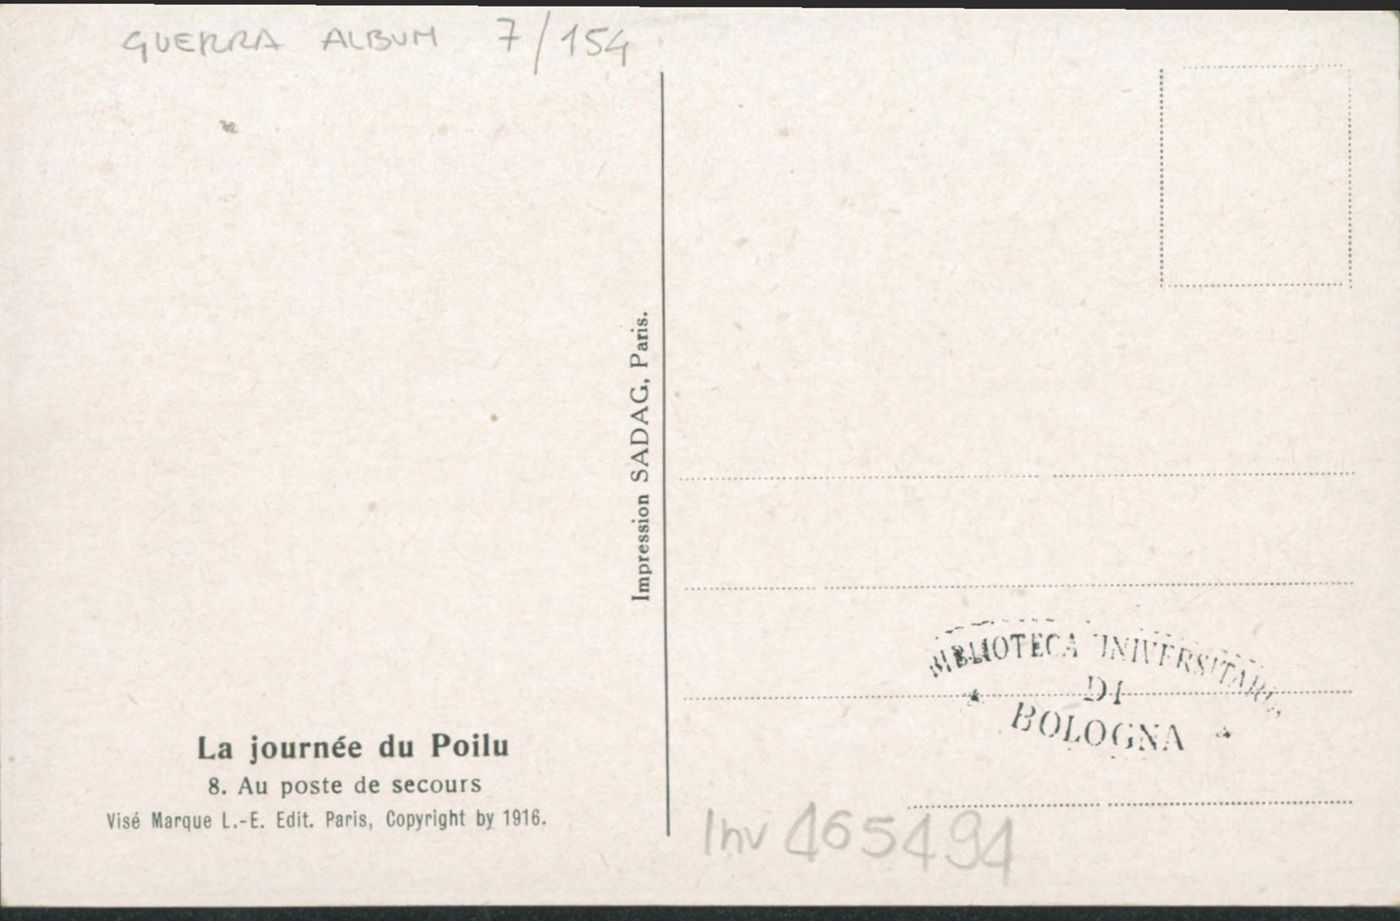 GUERRA ALBUM 7/154
Impression SADAG, Paris.
La journée du Poilu
8. Au poste de secours
Visé Marque L.-E. Edit. Paris, Copyright by 1916.
BIBLIOTECA UNIVERSITARIA
DI
BOLOGNA
Inv 465494